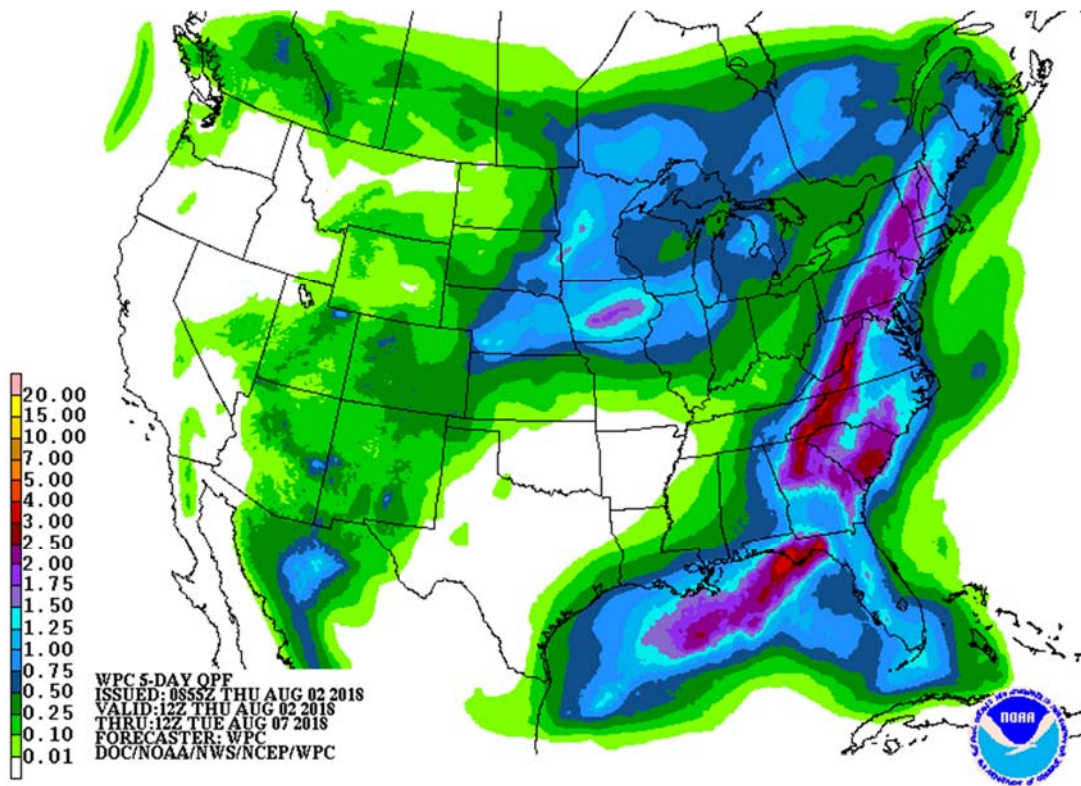 20.00
15.00
10.00
7.00
5.00
4.00
3.00
2.50
2.00
1.75
1.50
1.25
1.00
0.75
0.50
0.25
0.10
0.01
WPC 5-DAY QPF
ISSUED: 0855Z THU AUG 02 2018
VALID:12Z THU AUG 02 2018
THRU:12Z TUE AUG 07 2018
FORECASTER: WPC
DOC/NOAA/NWS/NCEP/WPC
NOAA